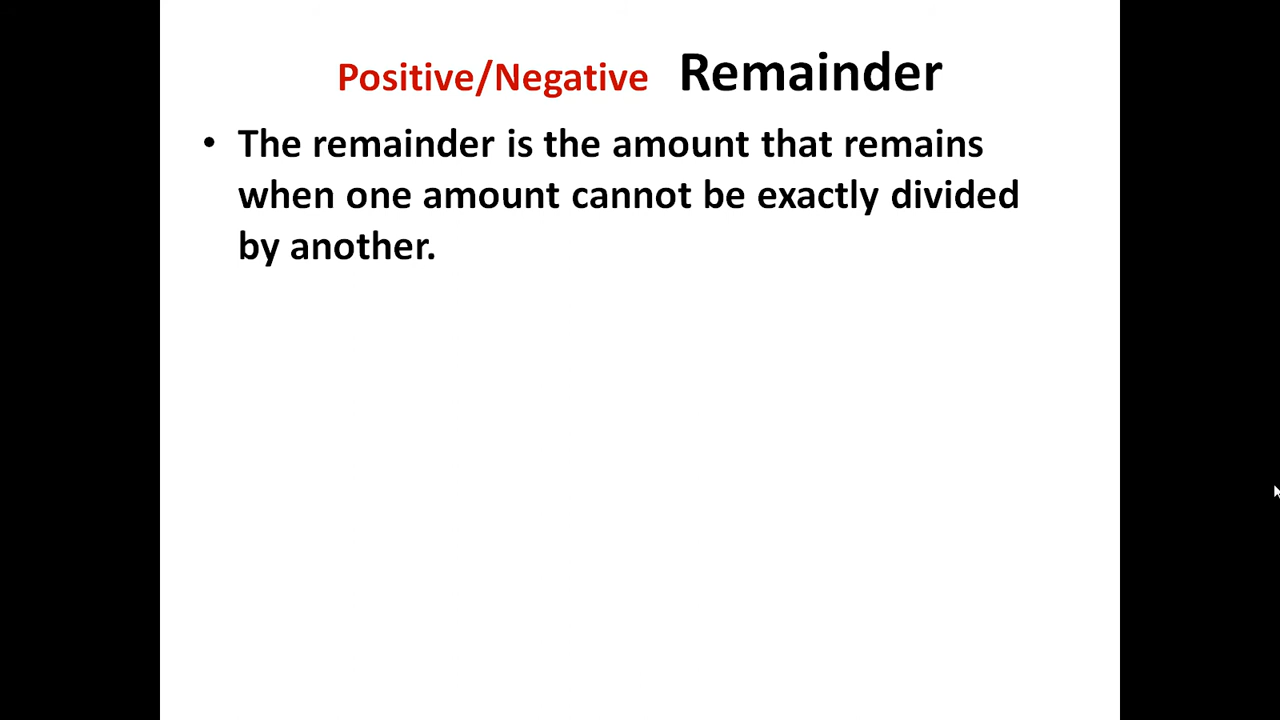 Positive/Negative Remainder
• The remainder is the amount that remains
when one amount cannot be exactly divided
by another.